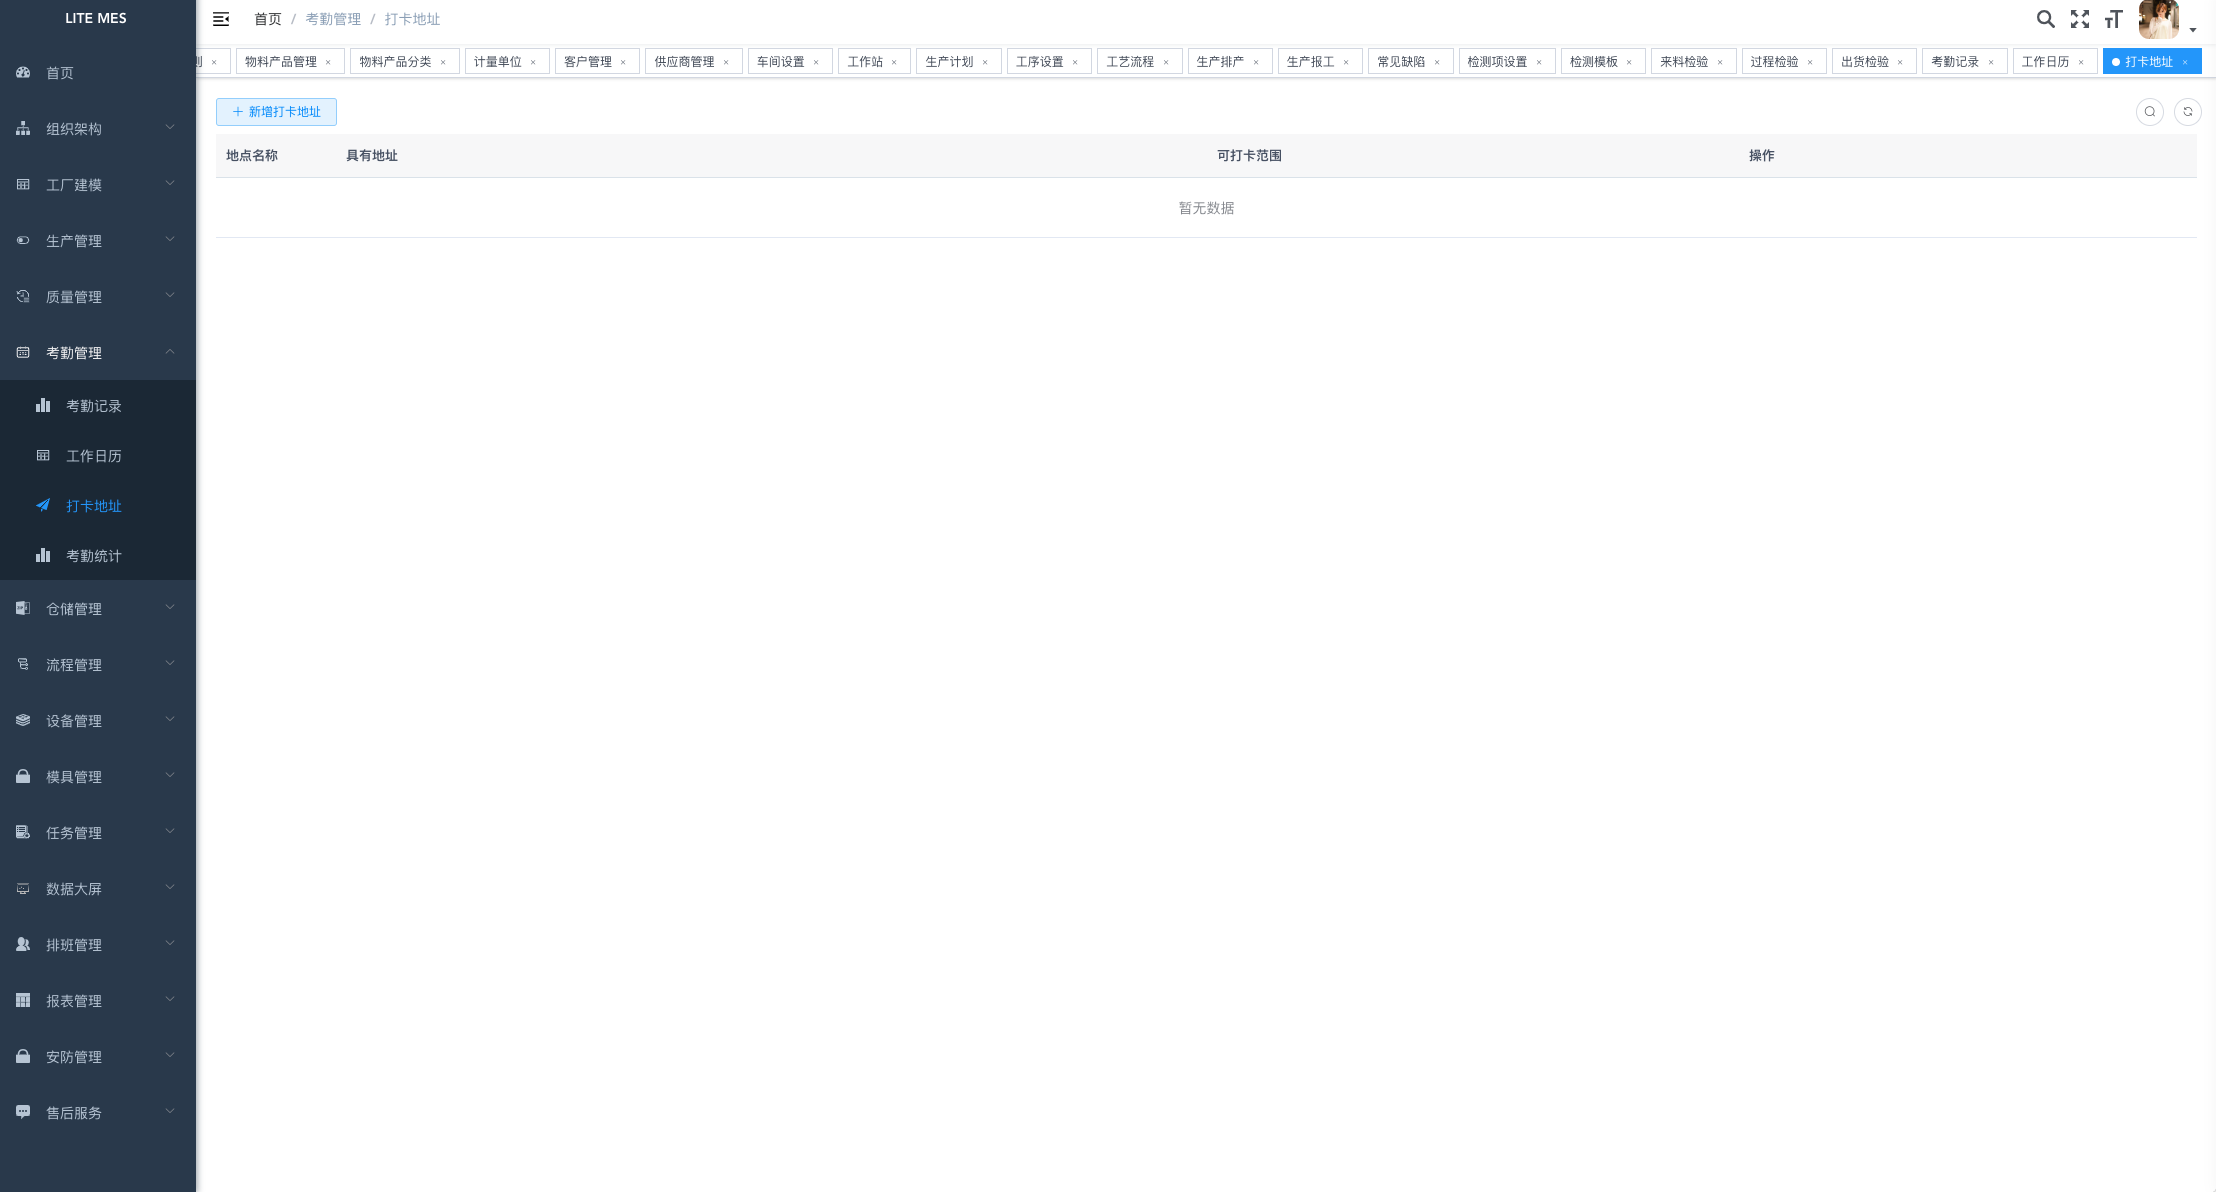 LITE MES
首页
组织架构
工厂建模
生产管理
质量管理
考勤管理
考勤记录
工作日历
打卡地址
考勤统计
仓储管理
流程管理
设备管理
模具管理
任务管理
数据大屏
排班管理
报表管理
安防管理
售后服务
首页 / 考勤管理 / 打卡地址
物料产品管理 × 物料产品分类 × 计量单位 × 客户管理 × 供应商管理 × 车间设置 × 工作站 × 生产计划 × 工序设置 × 工艺流程 × 生产排产 × 生产报工 × 常见缺陷 × 检测项设置 × 检测模板 × 来料检验 × 过程检验 × 出货检验 × 考勤记录 × 工作日历 × 打卡地址 ×
+ 新增打卡地址
地点名称 具有地址 可打卡范围 操作
暂无数据